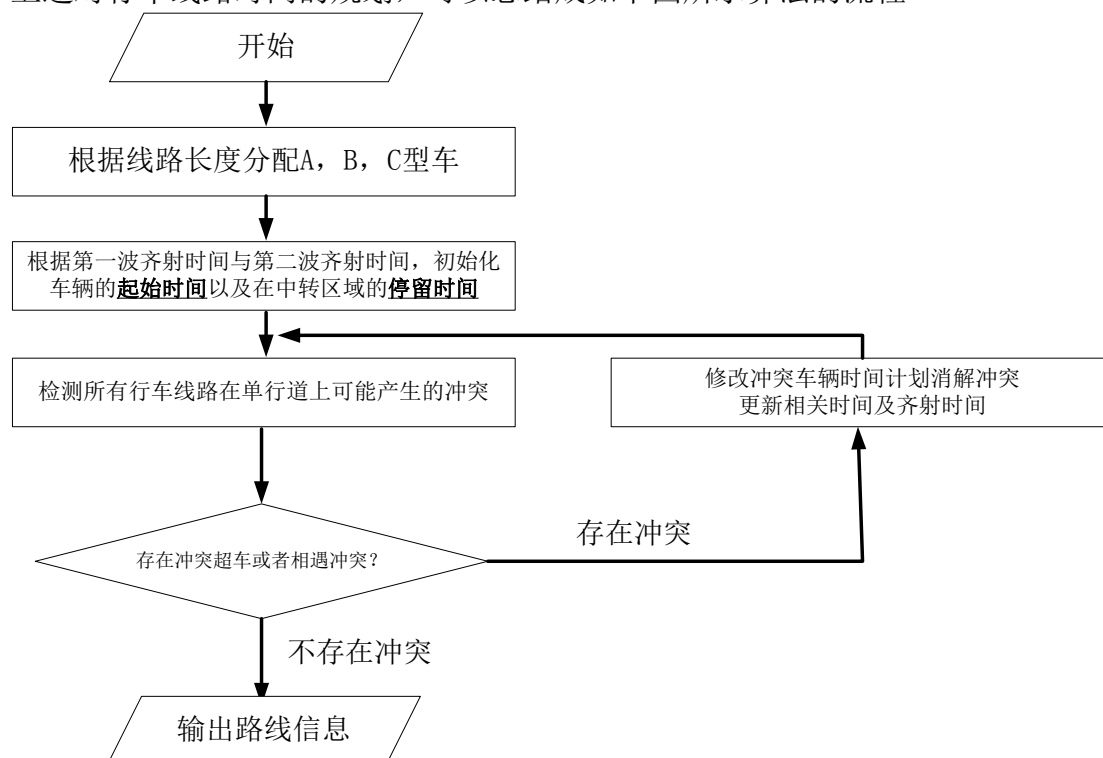 开始
根据线路长度分配A，B，C型车
根据第一波齐射时间与第二波齐射时间，初始化
车辆的起始时间以及在中转区域的停留时间
检测所有行车线路在单行道上可能产生的冲突
修改冲突车辆时间计划消解冲突
更新相关时间及齐射时间
存在冲突超车或者相遇冲突？
存在冲突
不存在冲突
输出路线信息